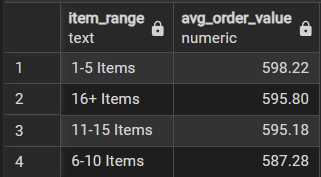 item_range avg_order_value
text numeric
1 1-5 Items 598.22
2 16+ Items 595.80
3 11-15 Items 595.18
4 6-10 Items 587.28